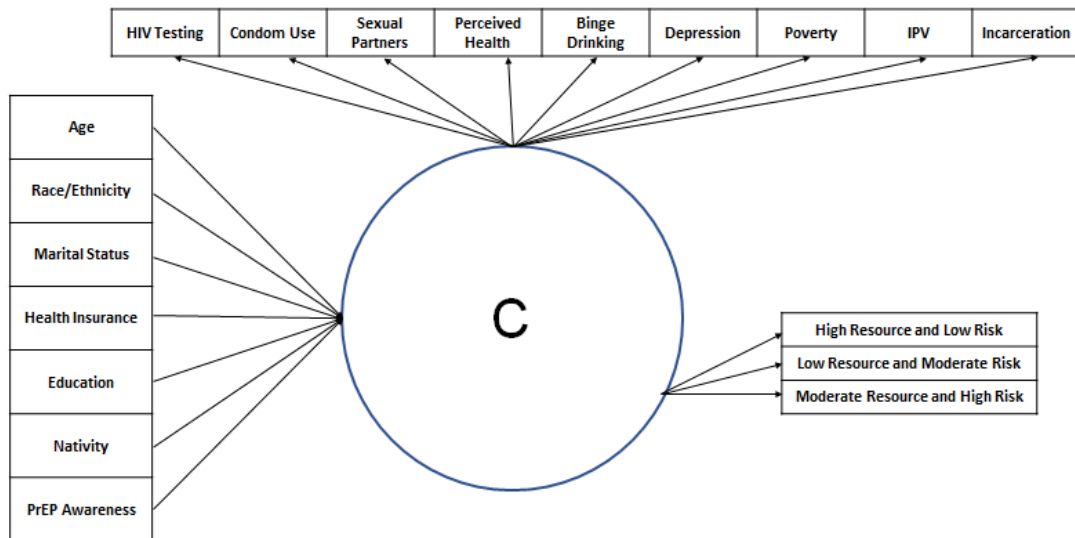 HIV Testing
Condom Use
Sexual
Partners
Perceived
Health
Binge
Drinking
Depression
Poverty
IPV
Incarceration
Age
Race/Ethnicity
Marital Status
Health Insurance
Education
Nativity
PrEP Awareness
C
High Resource and Low Risk
Low Resource and Moderate Risk
Moderate Resource and High Risk